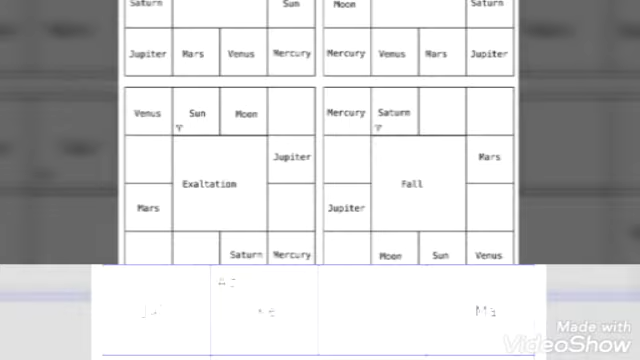 Saturn Sun Moon Saturn
Jupiter Mars Venus Mercury Mercury Venus Mars Jupiter
Venus Sun Moon Mercury Saturn
♈ ♈
Jupiter Mars
Exaltation Fall
Mars Jupiter
Saturn Mercury Moon Sun Venus
Ma
Made with
VideoShow